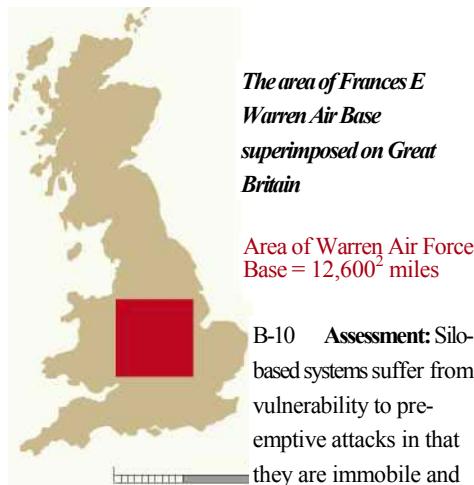 The area of Frances E
Warren Air Base
superimposed on Great
Britain
Area of Warren Air Force
Base = 12,600² miles
B-10 Assessment: Silo-
based systems suffer from
vulnerability to pre-
emptive attacks in that
they are immobile and